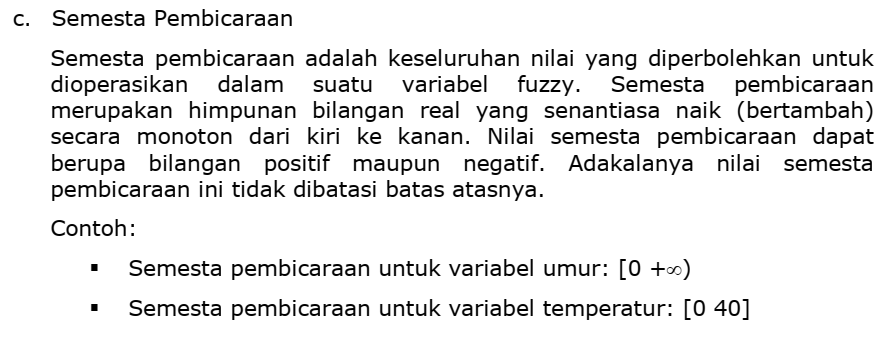 c. Semesta Pembicaraan
Semesta pembicaraan adalah keseluruhan nilai yang diperbolehkan untuk
dioperasikan dalam suatu variabel fuzzy. Semesta pembicaraan
merupakan himpunan bilangan real yang senantiasa naik (bertambah)
secara monoton dari kiri ke kanan. Nilai semesta pembicaraan dapat
berupa bilangan positif maupun negatif. Adakalanya nilai semesta
pembicaraan ini tidak dibatasi batas atasnya.
Contoh:
▪ Semesta pembicaraan untuk variabel umur: [0 +∞)
▪ Semesta pembicaraan untuk variabel temperatur: [0 40]